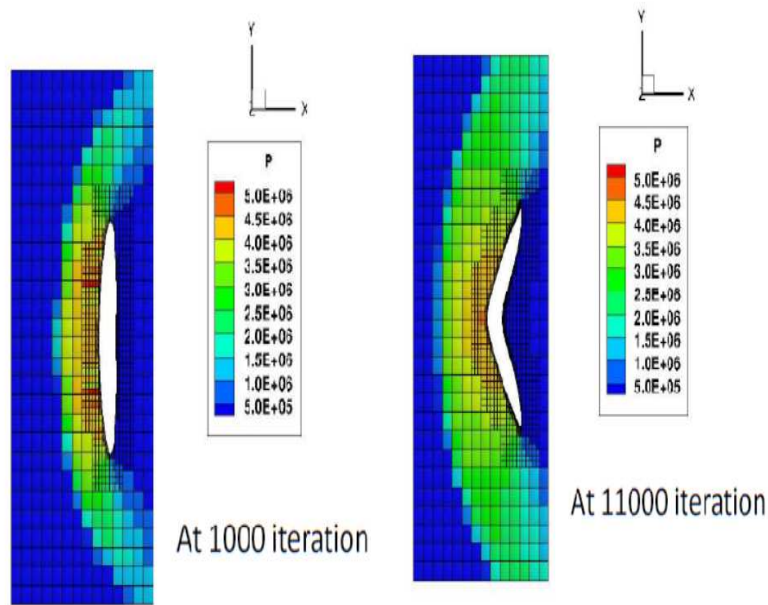 Y
Z X
P
5.0E+06
4.5E+06
4.0E+06
3.5E+06
3.0E+06
2.5E+06
2.0E+06
1.5E+06
1.0E+06
5.0E+05
At 1000 iteration
Y
Z X
P
5.0E+06
4.5E+06
4.0E+06
3.5E+06
3.0E+06
2.5E+06
2.0E+06
1.5E+06
1.0E+06
5.0E+05
At 11000 iteration